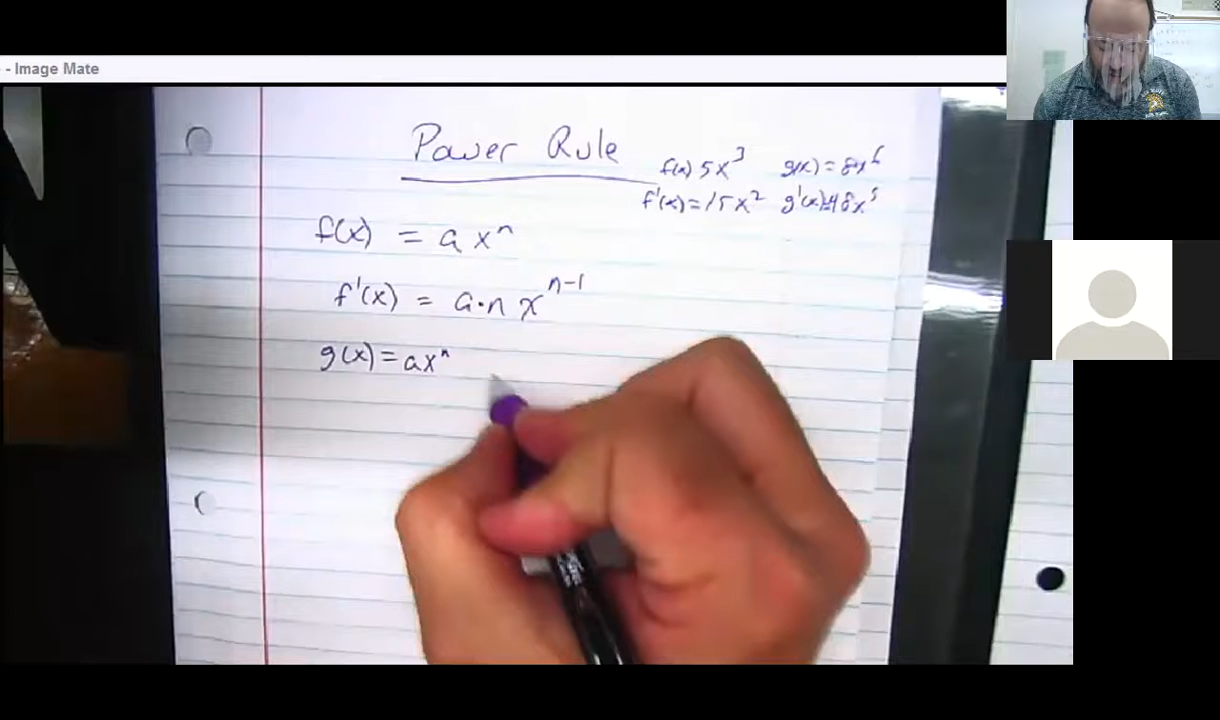 - Image Mate
Power Rule
f(x) 5x³ g(x) = 8x⁶
f'(x) = 15x² g'(x) = 48x⁵
f(x) = a xⁿ
f'(x) = a·n xⁿ⁻¹
g(x) = axⁿ